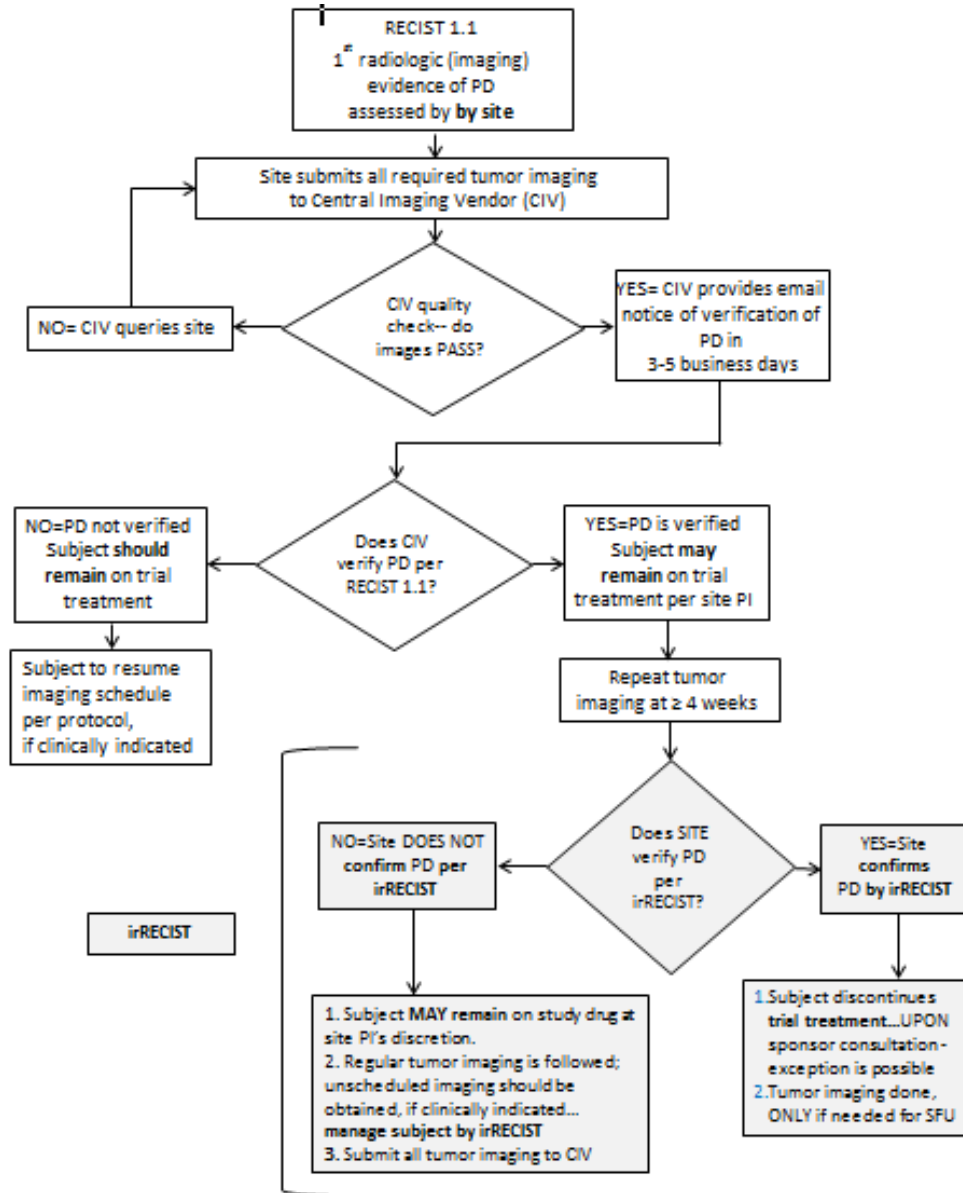 RECIST 1.1
1st radiologic (imaging)
evidence of PD
assessed by by site
Site submits all required tumor imaging
to Central Imaging Vendor (CIV)
CIV quality
check-- do
images PASS?
NO= CIV queries site
YES= CIV provides email
notice of verification of
PD in
3-5 business days
Does CIV
verify PD per
RECIST 1.1?
NO=PD not verified
Subject should
remain on trial
treatment
YES=PD is verified
Subject may
remain on trial
treatment per site PI
Subject to resume
imaging schedule
per protocol,
if clinically indicated
Repeat tumor
imaging at ≥ 4 weeks
Does SITE
verify PD
per
irRECIST?
NO=Site DOES NOT
confirm PD per
irRECIST
YES=Site
confirms
PD by irRECIST
irRECIST
1. Subject MAY remain on study drug at
site PI's discretion.
2. Regular tumor imaging is followed;
unscheduled imaging should be
obtained, if clinically indicated...
manage subject by irRECIST
3. Submit all tumor imaging to CIV
1.Subject discontinues
trial treatment...UPON
sponsor consultation-
exception is possible
2.Tumor imaging done,
ONLY if needed for SFU